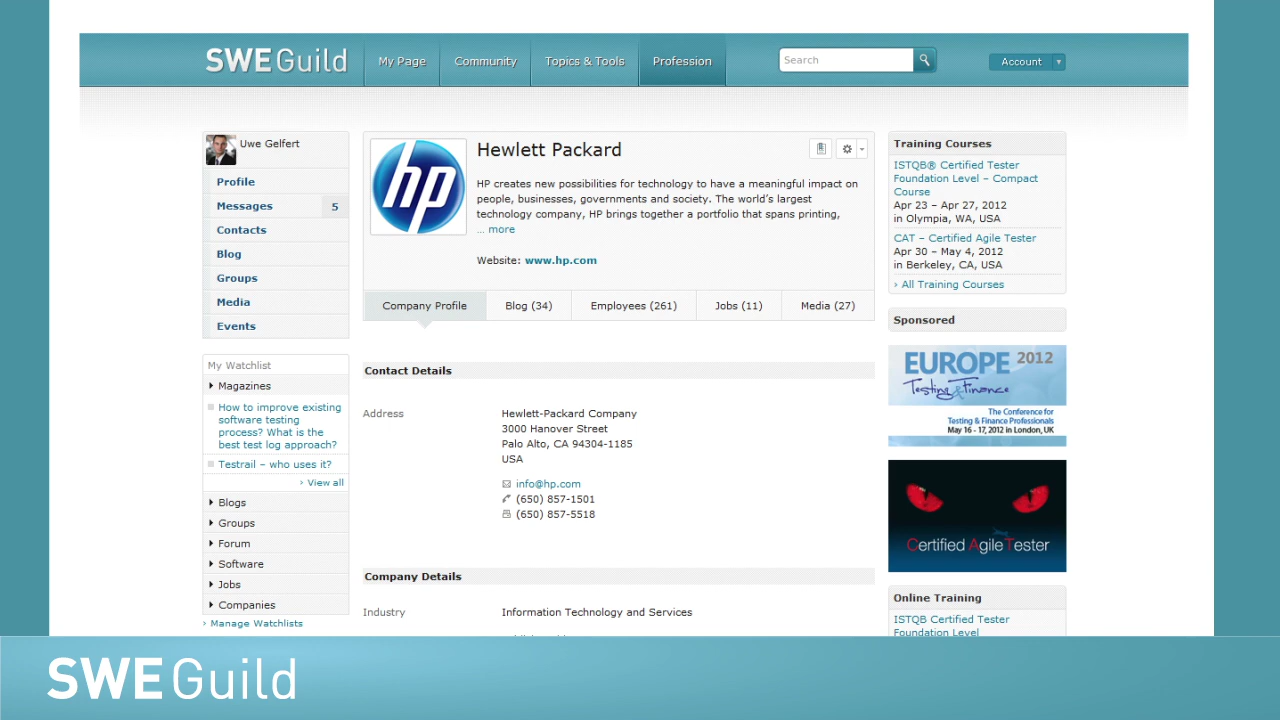 SWEGuild
My Page
Community
Topics & Tools
Profession
Search
Account
Uwe Gelfert
Profile
Messages 5
Contacts
Blog
Groups
Media
Events
My Watchlist
Magazines
How to improve existing
software testing
process? What is the
best test log approach?
Testrail – who uses it?
› View all
Blogs
Groups
Forum
Software
Jobs
Companies
› Manage Watchlists
hp
Hewlett Packard
HP creates new possibilities for technology to have a meaningful impact on
people, businesses, governments and society. The world's largest
technology company, HP brings together a portfolio that spans printing,
... more
Website: www.hp.com
Company Profile
Blog (34)
Employees (261)
Jobs (11)
Media (27)
Contact Details
Address
Hewlett-Packard Company
3000 Hanover Street
Palo Alto, CA 94304-1185
USA
info@hp.com
(650) 857-1501
(650) 857-5518
Company Details
Industry
Information Technology and Services
Training Courses
ISTQB® Certified Tester
Foundation Level – Compact
Course
Apr 23 – Apr 27, 2012
in Olympia, WA, USA
CAT – Certified Agile Tester
Apr 30 – May 4, 2012
in Berkeley, CA, USA
› All Training Courses
Sponsored
EUROPE 2012
Testing & Finance
The Conference for
Testing & Finance Professionals
May 16 - 17, 2012 in London, UK
Certified Agile Tester
Online Training
ISTQB Certified Tester
Foundation Level
SWEGuild